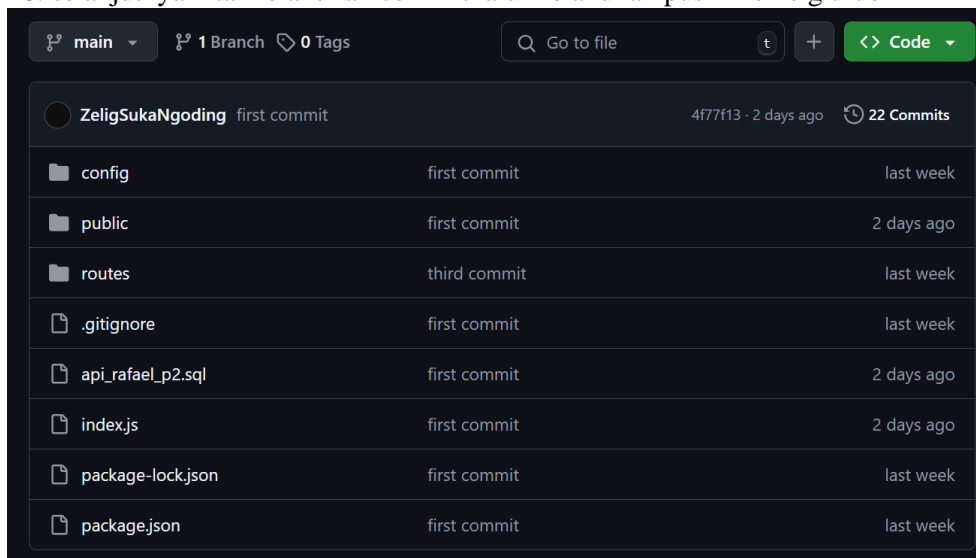 main 1 Branch 0 Tags Go to file t + <> Code
ZeligSukaNgoding first commit 4f77f13 · 2 days ago 22 Commits
config first commit last week
public first commit 2 days ago
routes third commit last week
.gitignore first commit last week
api_rafael_p2.sql first commit 2 days ago
index.js first commit 2 days ago
package-lock.json first commit last week
package.json first commit last week